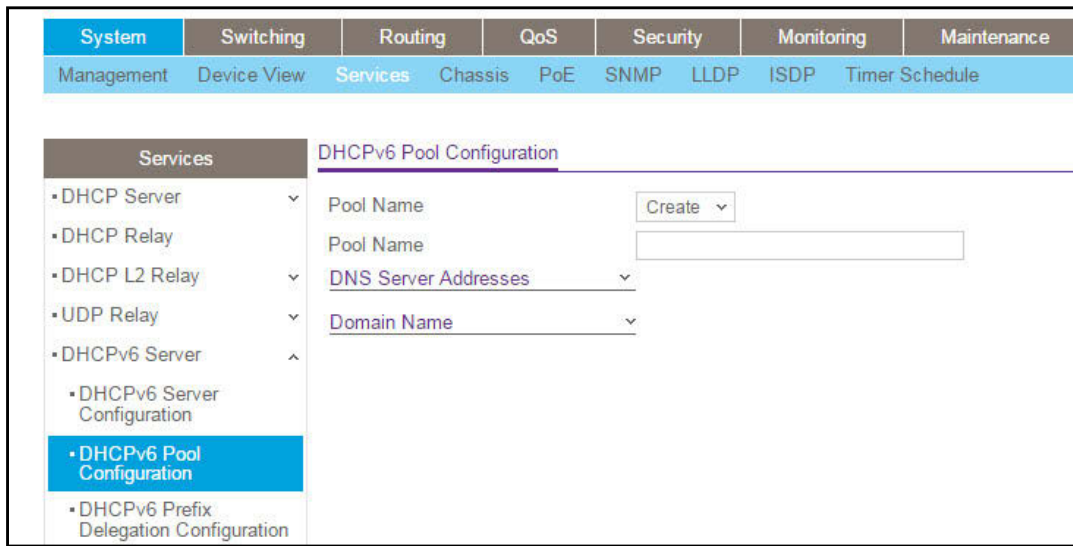 System Switching Routing QoS Security Monitoring Maintenance
Management Device View Services Chassis PoE SNMP LLDP ISDP Timer Schedule
Services
DHCP Server
DHCP Relay
DHCP L2 Relay
UDP Relay
DHCPv6 Server
DHCPv6 Server
Configuration
DHCPv6 Pool
Configuration
DHCPv6 Prefix
Delegation Configuration
DHCPv6 Pool Configuration
Pool Name Create
Pool Name
DNS Server Addresses
Domain Name